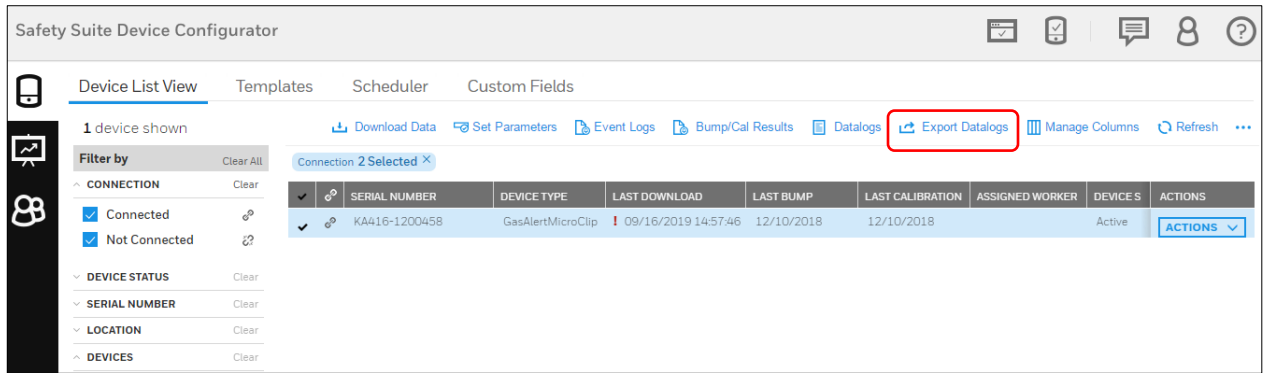 Safety Suite Device Configurator
Device List View Templates Scheduler Custom Fields
1 device shown Download Data Set Parameters Event Logs Bump/Cal Results Datalogs Export Datalogs Manage Columns Refresh
Filter by Clear All Connection 2 Selected ×
CONNECTION Clear
SERIAL NUMBER DEVICE TYPE LAST DOWNLOAD LAST BUMP LAST CALIBRATION ASSIGNED WORKER DEVICE S ACTIONS
Connected
KA416-1200458 GasAlertMicroClip ! 09/16/2019 14:57:46 12/10/2018 12/10/2018 Active ACTIONS
Not Connected
DEVICE STATUS Clear
SERIAL NUMBER Clear
LOCATION Clear
DEVICES Clear